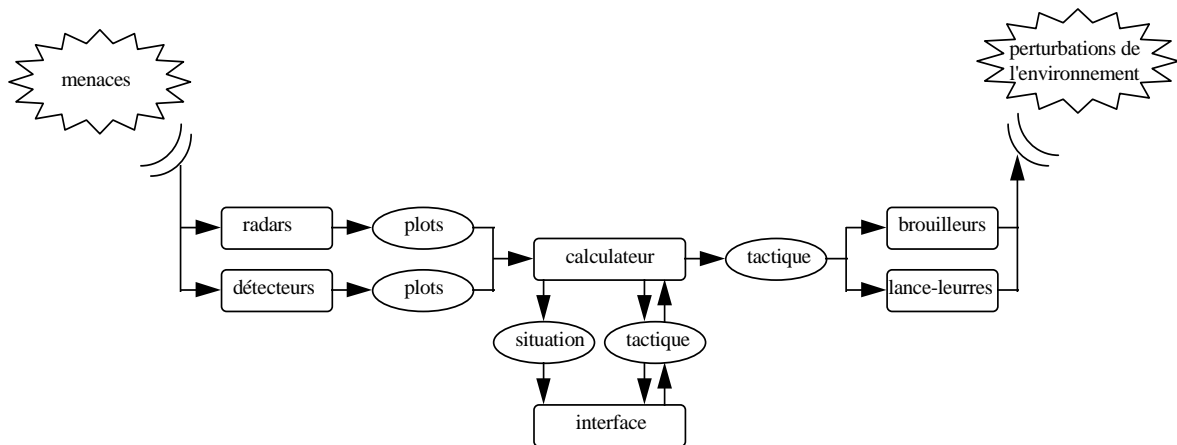 menaces
perturbations de
l'environnement
radars
plots
brouilleurs
calculateur
tactique
détecteurs
plots
lance-leurres
situation
tactique
interface